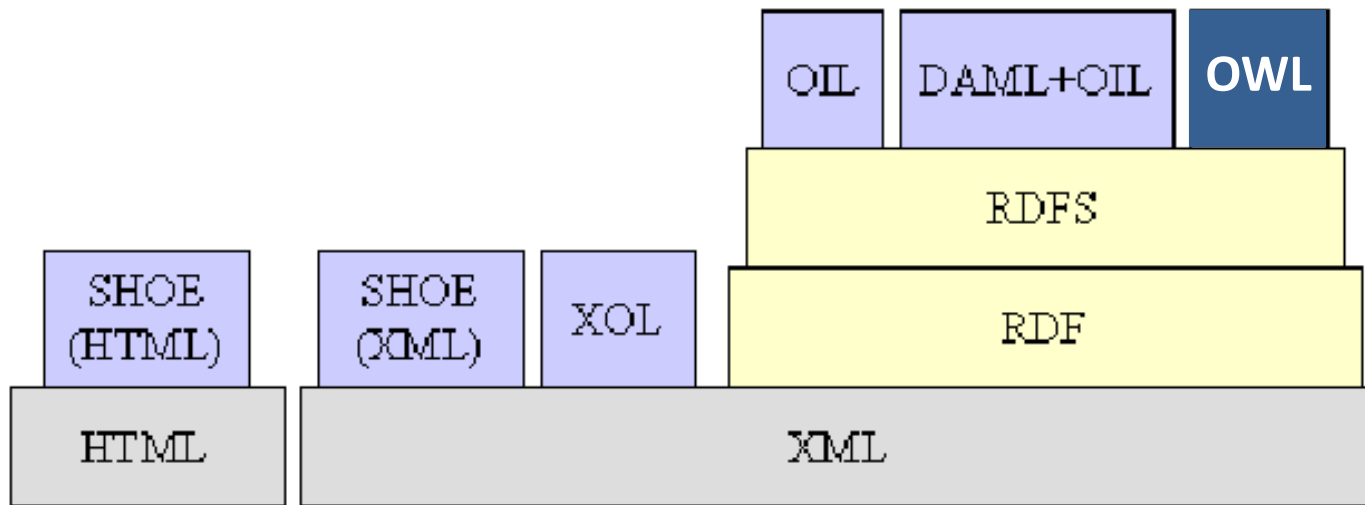 OIL
DAML+OIL
OWL
RDFS
SHOE
(HTML)
SHOE
(XML)
XOL
RDF
HTML
XML